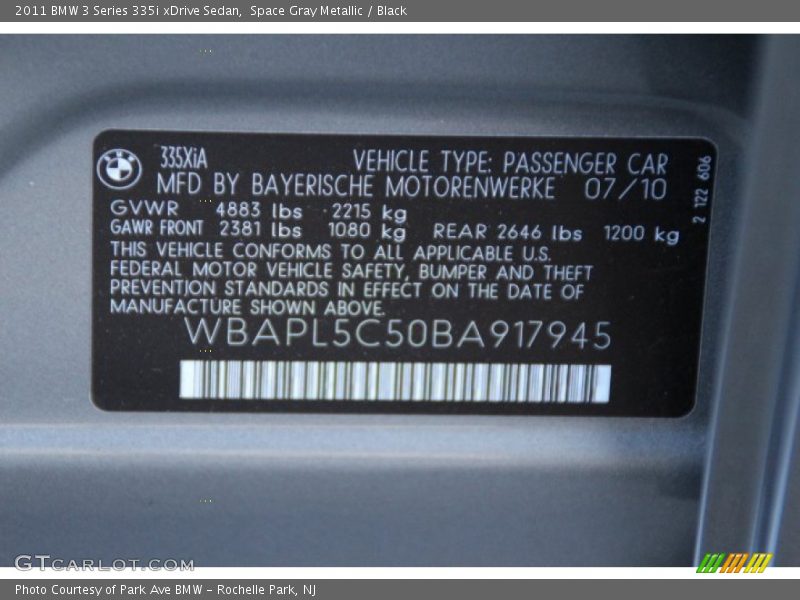 2011 BMW 3 Series 335i xDrive Sedan,  Space Gray Metallic / Black
335XiA
VEHICLE TYPE: PASSENGER CAR
MFD BY BAYERISCHE MOTORENWERKE 07/10
GVWR 4883 lbs 2215 kg
GAWR FRONT 2381 lbs 1080 kg REAR 2646 lbs 1200 kg
THIS VEHICLE CONFORMS TO ALL APPLICABLE U.S.
FEDERAL MOTOR VEHICLE SAFETY, BUMPER AND THEFT
PREVENTION STANDARDS IN EFFECT ON THE DATE OF
MANUFACTURE SHOWN ABOVE.
WBAPL5C50BA917945
2 122 606
GTCARLOT.COM
Photo Courtesy of Park Ave BMW - Rochelle Park, NJ